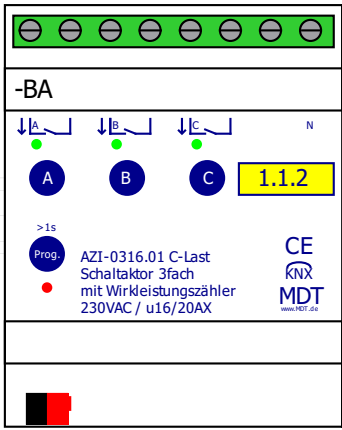 -BA
A B C N
A B C 1.1.2
>1s
Prog.
AZI-0316.01 C-Last
Schaltaktor 3fach
mit Wirkleistungszähler
230VAC / u16/20AX
CE
KNX
MDT
www.MDT.de